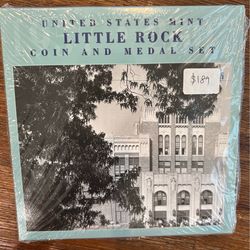 UNITED STATES MINT
LITTLE ROCK
COIN AND MEDAL SET
$189